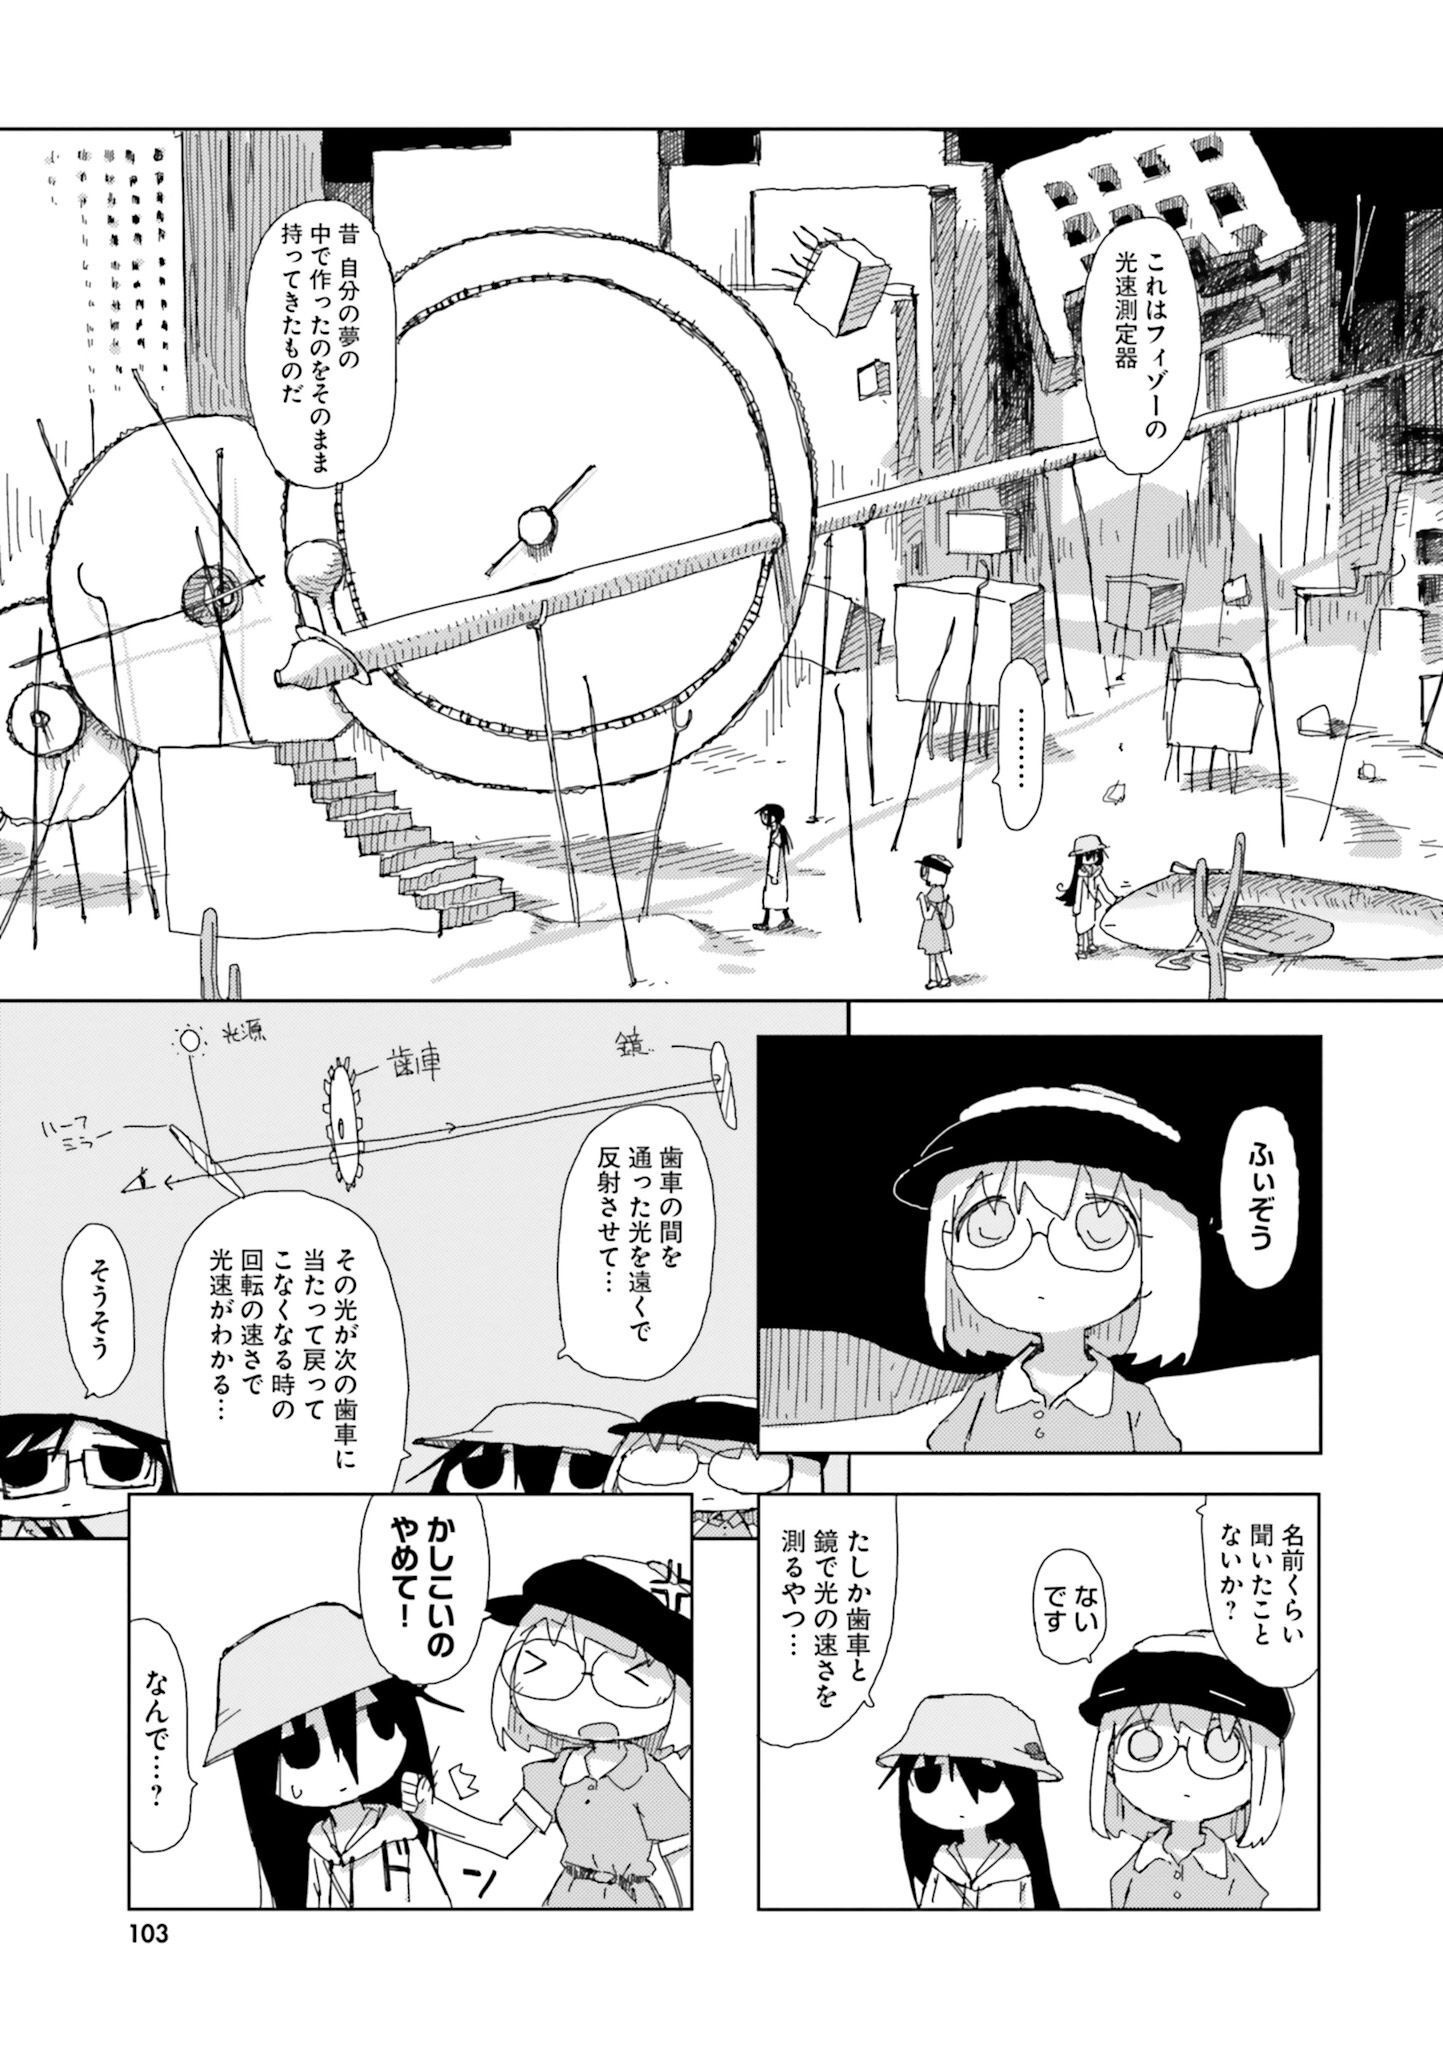 これはフィゾーの
光速測定器
昔 自分の夢の
中で作ったのをそのまま
持ってきたものだ
………
ふぃぞう
名前くらい
聞いたこと
ないか?
ない
です
たしか歯車と
鏡で光の速さを
測るやつ…
光源
歯車
鏡
ハーフ
ミラー
歯車の間を
通った光を遠くで
反射させて…
その光が次の歯車に
当たって戻って
こなくなる時の
回転の速さで
光速がわかる…
そうそう
かしこいの
やめて!
ドン
なんで…?
103